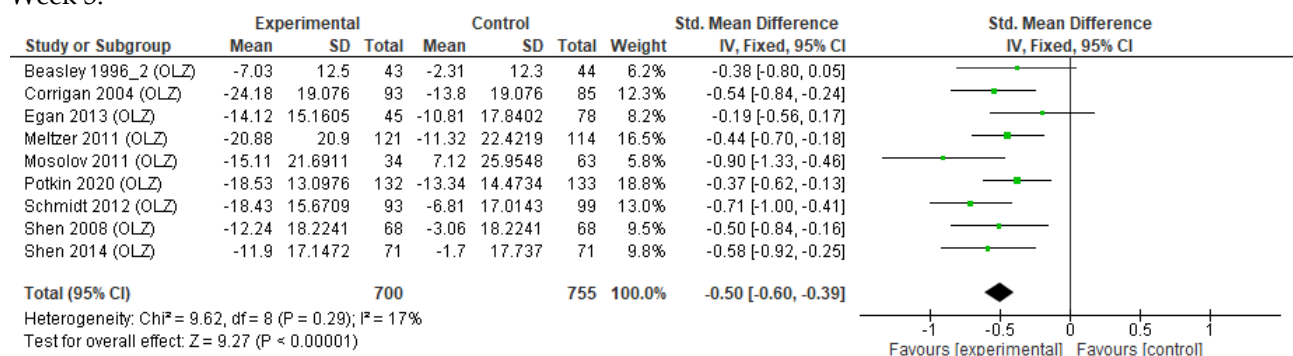 Week 3.
Experimental Control Std. Mean Difference Std. Mean Difference
Study or Subgroup Mean SD Total Mean SD Total Weight IV, Fixed, 95% CI IV, Fixed, 95% CI
Beasley 1996_2 (OLZ) -7.03 12.5 43 -2.31 12.3 44 6.2% -0.38 [-0.80, 0.05]
Corrigan 2004 (OLZ) -24.18 19.076 93 -13.8 19.076 85 12.3% -0.54 [-0.84, -0.24]
Egan 2013 (OLZ) -14.12 15.1605 45 -10.81 17.8402 78 8.2% -0.19 [-0.56, 0.17]
Meltzer 2011 (OLZ) -20.88 20.9 121 -11.32 22.4219 114 16.5% -0.44 [-0.70, -0.18]
Mosolov 2011 (OLZ) -15.11 21.6911 34 7.12 25.9548 63 5.8% -0.90 [-1.33, -0.46]
Potkin 2020 (OLZ) -18.53 13.0976 132 -13.34 14.4734 133 18.8% -0.37 [-0.62, -0.13]
Schmidt 2012 (OLZ) -18.43 15.6709 93 -6.81 17.0143 99 13.0% -0.71 [-1.00, -0.41]
Shen 2008 (OLZ) -12.24 18.2241 68 -3.06 18.2241 68 9.5% -0.50 [-0.84, -0.16]
Shen 2014 (OLZ) -11.9 17.1472 71 -1.7 17.737 71 9.8% -0.58 [-0.92, -0.25]
Total (95% CI) 700 755 100.0% -0.50 [-0.60, -0.39]
Heterogeneity: Chi² = 9.62, df = 8 (P = 0.29); I² = 17%
Test for overall effect: Z = 9.27 (P < 0.00001)
-1 -0.5 0 0.5 1
Favours [experimental] Favours [control]